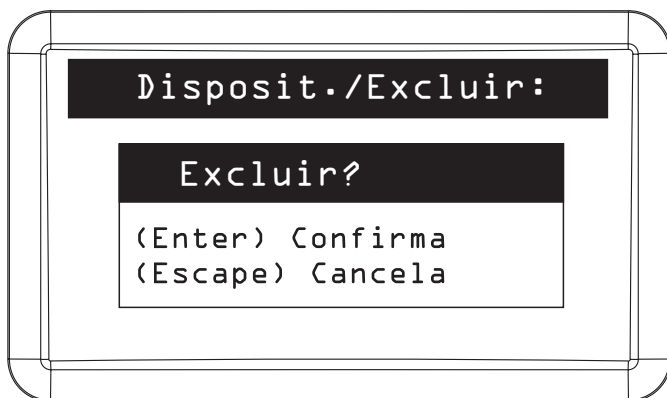 Disposit./Excluir:
Excluir?
(Enter) Confirma
(Escape) Cancela